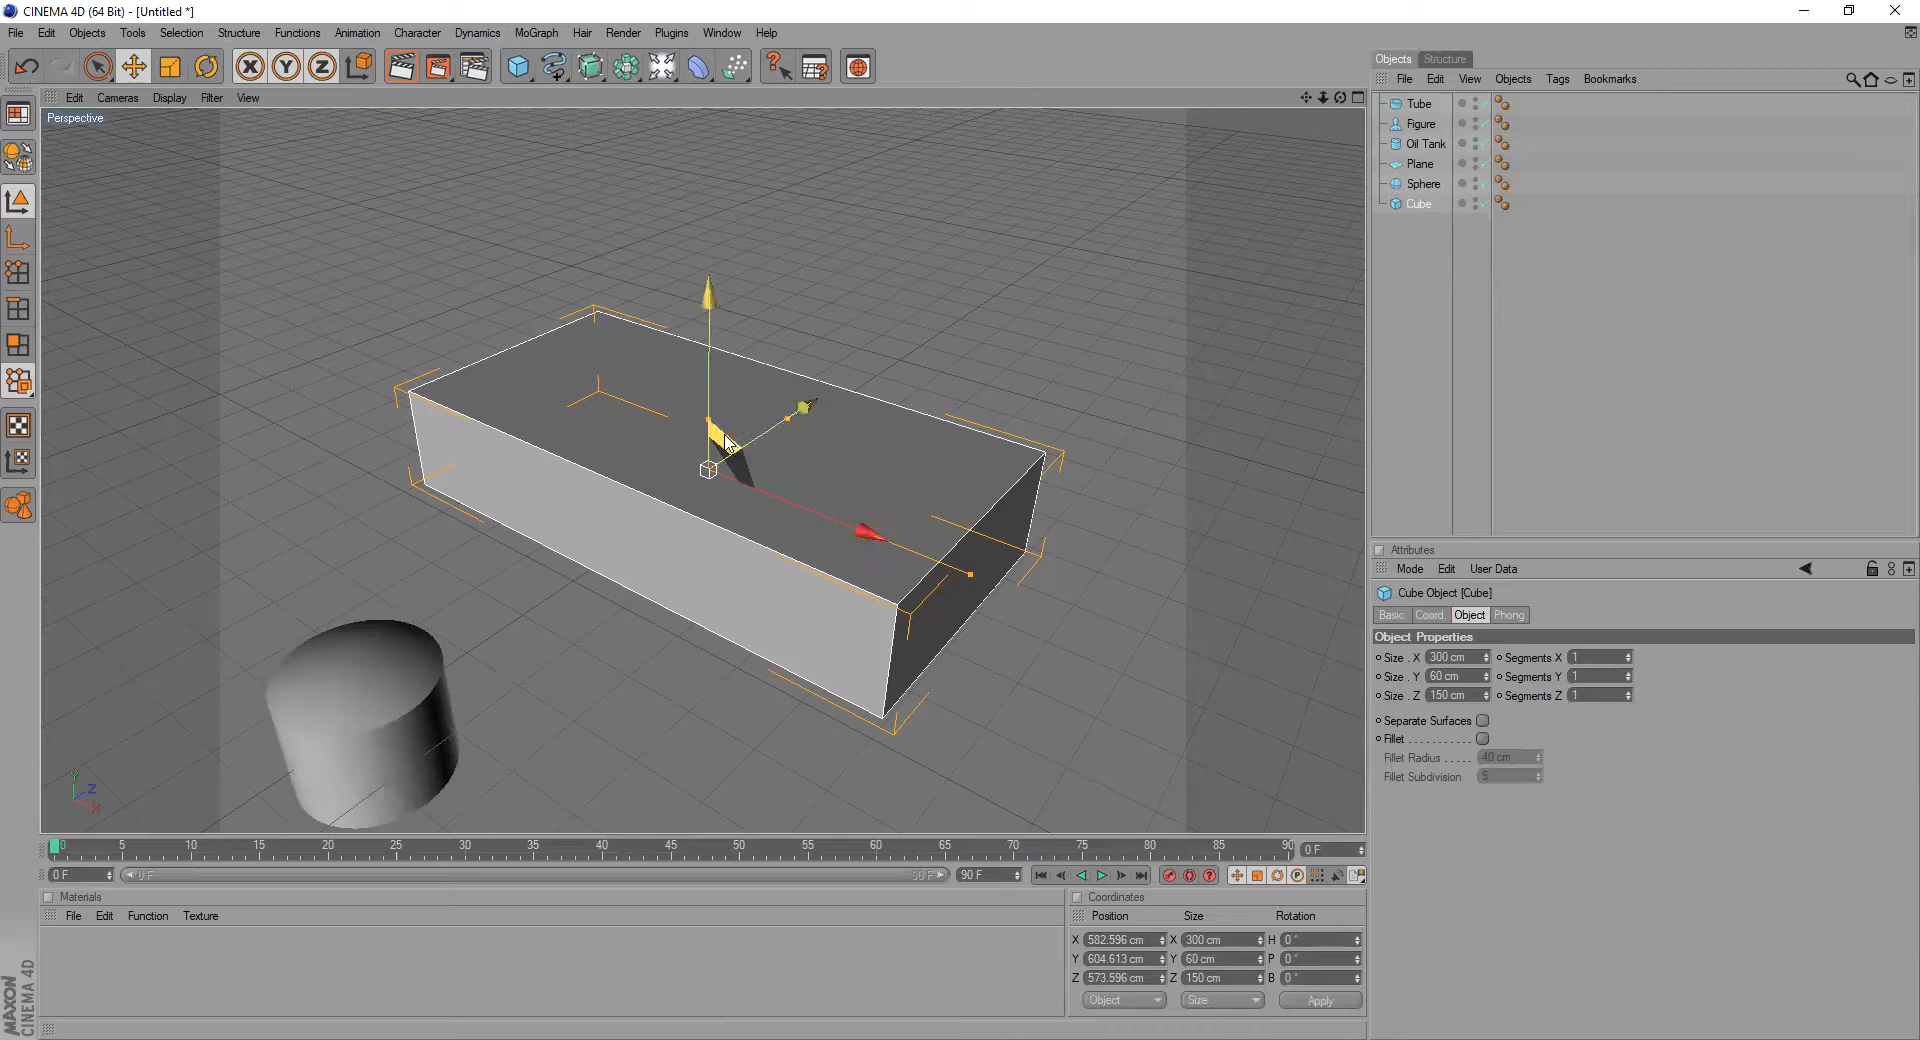 CINEMA 4D (64 Bit) - [Untitled *]
File Edit Objects Tools Selection Structure Functions Animation Character Dynamics MoGraph Hair Render Plugins Window Help
X Y Z
Objects Structure
File Edit View Objects Tags Bookmarks
Edit Cameras Display Filter View
Perspective
Tube
Figure
Oil Tank
Plane
Sphere
Cube
Attributes
Mode Edit User Data
Cube Object [Cube]
Basic Coord. Object Phong
Object Properties
Size . X 300 cm Segments X 1
Size . Y 60 cm Segments Y 1
Size . Z 150 cm Segments Z 1
Separate Surfaces
Fillet . . . . . . . . . . .
Fillet Radius . . . . . 40 cm
Fillet Subdivision 5
Y Z X
0 5 10 15 20 25 30 35 40 45 50 55 60 65 70 75 80 85 90 0 F
0 F 0 F 90 F 90 F
Materials
File Edit Function Texture
Coordinates
Position Size Rotation
X 582.596 cm X 300 cm H 0 °
Y 604.613 cm Y 60 cm P 0 °
Z 573.596 cm Z 150 cm B 0 °
Object Size Apply
MAXON
CINEMA 4D